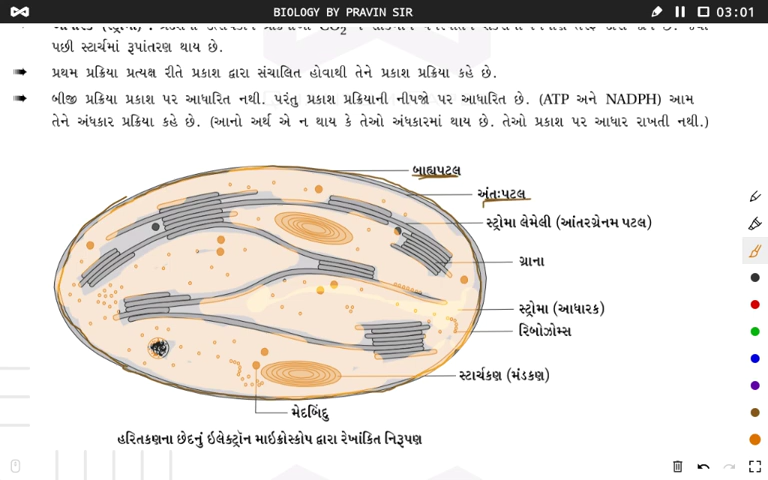 BIOLOGY BY PRAVIN SIR
03:01
પછી સ્ટાર્ચમાં રૂપાંતરણ થાય છે.
પ્રથમ પ્રક્રિયા પ્રત્યક્ષ રીતે પ્રકાશ દ્વારા સંચાલિત હોવાથી તેને પ્રકાશ પ્રક્રિયા કહે છે.
બીજી પ્રક્રિયા પ્રકાશ પર આધારિત નથી. પરંતુ પ્રકાશ પ્રક્રિયાની નીપજો પર આધારિત છે. (ATP અને NADPH) આમ
તેને અંધકાર પ્રક્રિયા કહે છે. (આનો અર્થ એ ન થાય કે તેઓ અંધકારમાં થાય છે. તેઓ પ્રકાશ પર આધાર રાખતી નથી.)
બાહ્યપટલ
અંતઃપટલ
સ્ટ્રોમા લેમેલી (આંતરગ્રેનમ પટલ)
ગ્રાના
સ્ટ્રોમા (આધારક)
રિબોઝોમ્સ
સ્ટાર્ચકણ (મંડકણ)
મેદબિંદુ
હરિતકણના છેદનું ઇલેક્ટ્રૉન માઇક્રોસ્કોપ દ્વારા રેખાંકિત નિરૂપણ